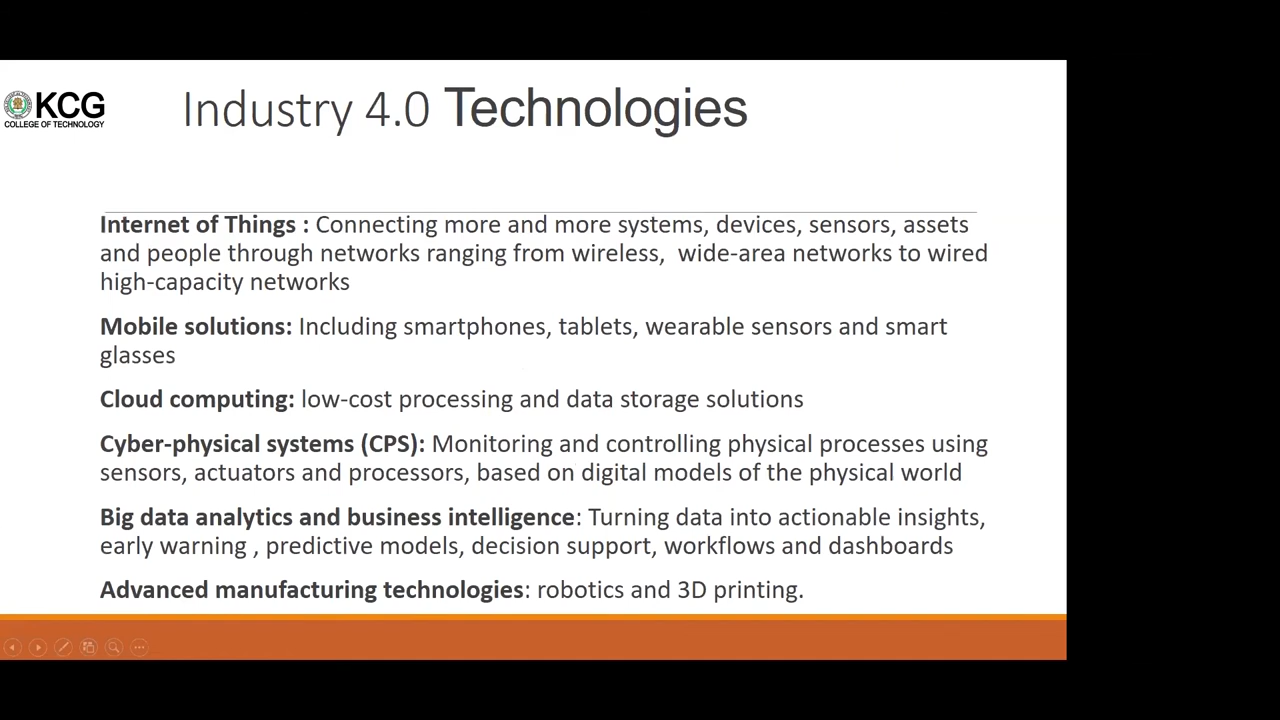 KCG
COLLEGE OF TECHNOLOGY
Industry 4.0 Technologies
Internet of Things : Connecting more and more systems, devices, sensors, assets
and people through networks ranging from wireless,  wide-area networks to wired
high-capacity networks
Mobile solutions: Including smartphones, tablets, wearable sensors and smart
glasses
Cloud computing: low-cost processing and data storage solutions
Cyber-physical systems (CPS): Monitoring and controlling physical processes using
sensors, actuators and processors, based on digital models of the physical world
Big data analytics and business intelligence: Turning data into actionable insights,
early warning , predictive models, decision support, workflows and dashboards
Advanced manufacturing technologies: robotics and 3D printing.